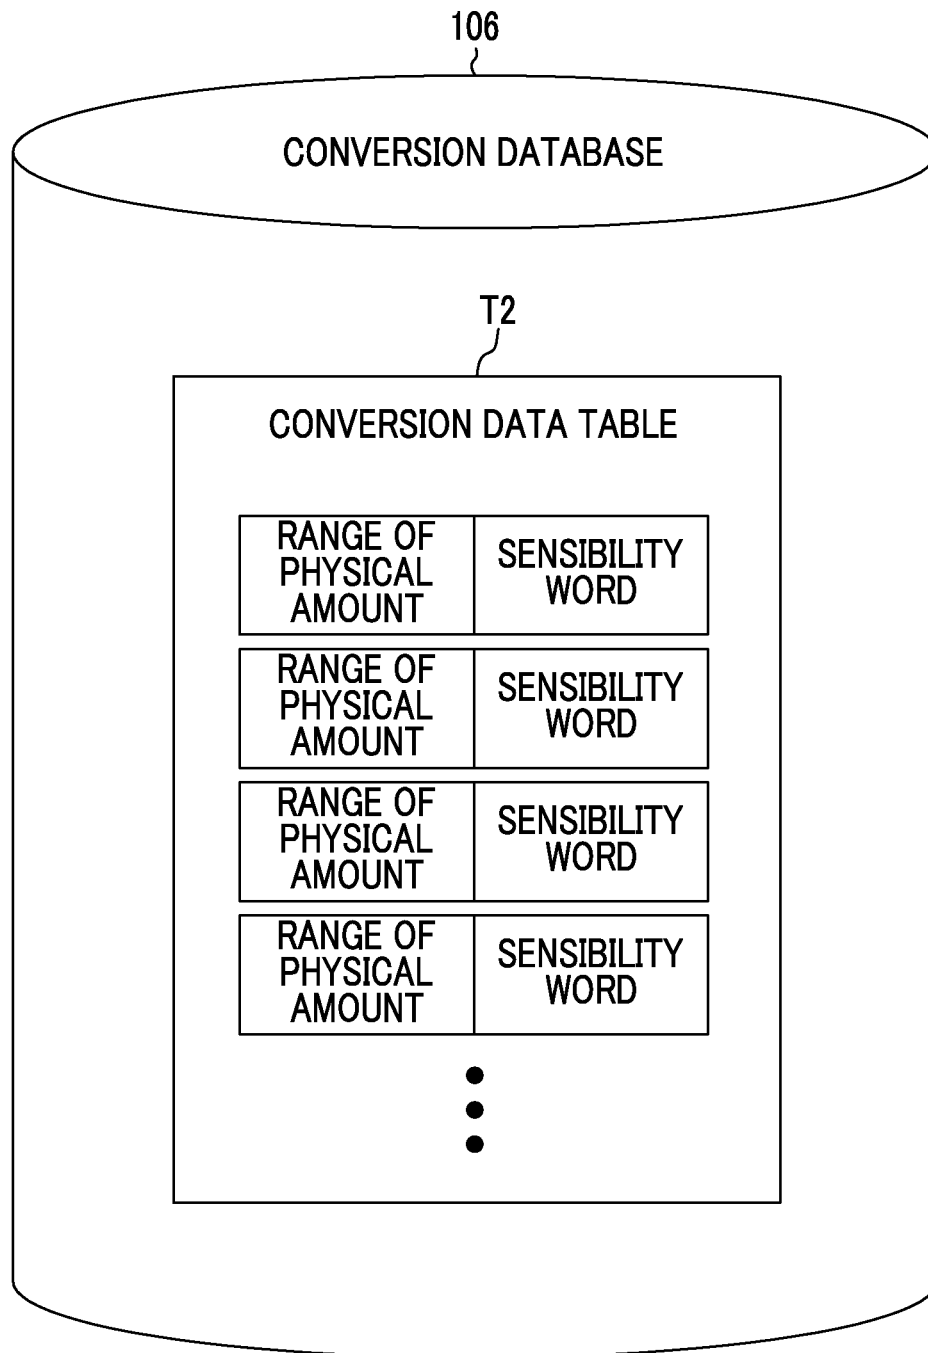 106
CONVERSION DATABASE
T2
CONVERSION DATA TABLE
RANGE OF
PHYSICAL
AMOUNT
SENSIBILITY
WORD
RANGE OF
PHYSICAL
AMOUNT
SENSIBILITY
WORD
RANGE OF
PHYSICAL
AMOUNT
SENSIBILITY
WORD
RANGE OF
PHYSICAL
AMOUNT
SENSIBILITY
WORD